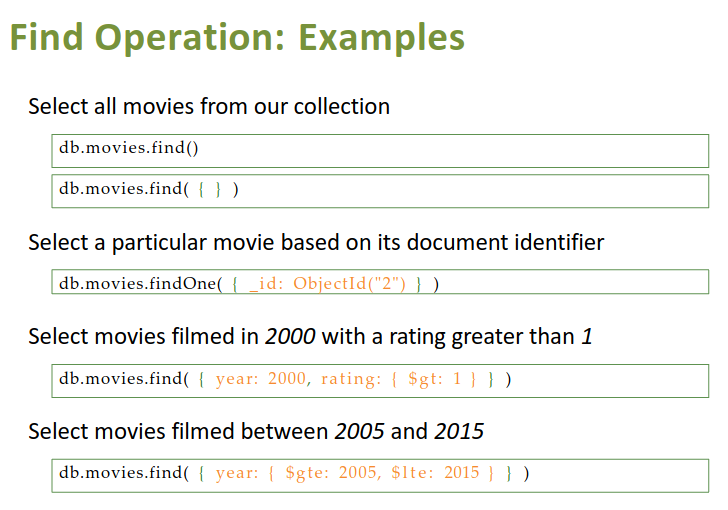 Find Operation: Examples
Select all movies from our collection
db.movies.find()
db.movies.find( { } )
Select a particular movie based on its document identifier
db.movies.findOne( { _id: ObjectId("2") } )
Select movies filmed in 2000 with a rating greater than 1
db.movies.find( { year: 2000, rating: { $gt: 1 } } )
Select movies filmed between 2005 and 2015
db.movies.find( { year: { $gte: 2005, $lte: 2015 } } )